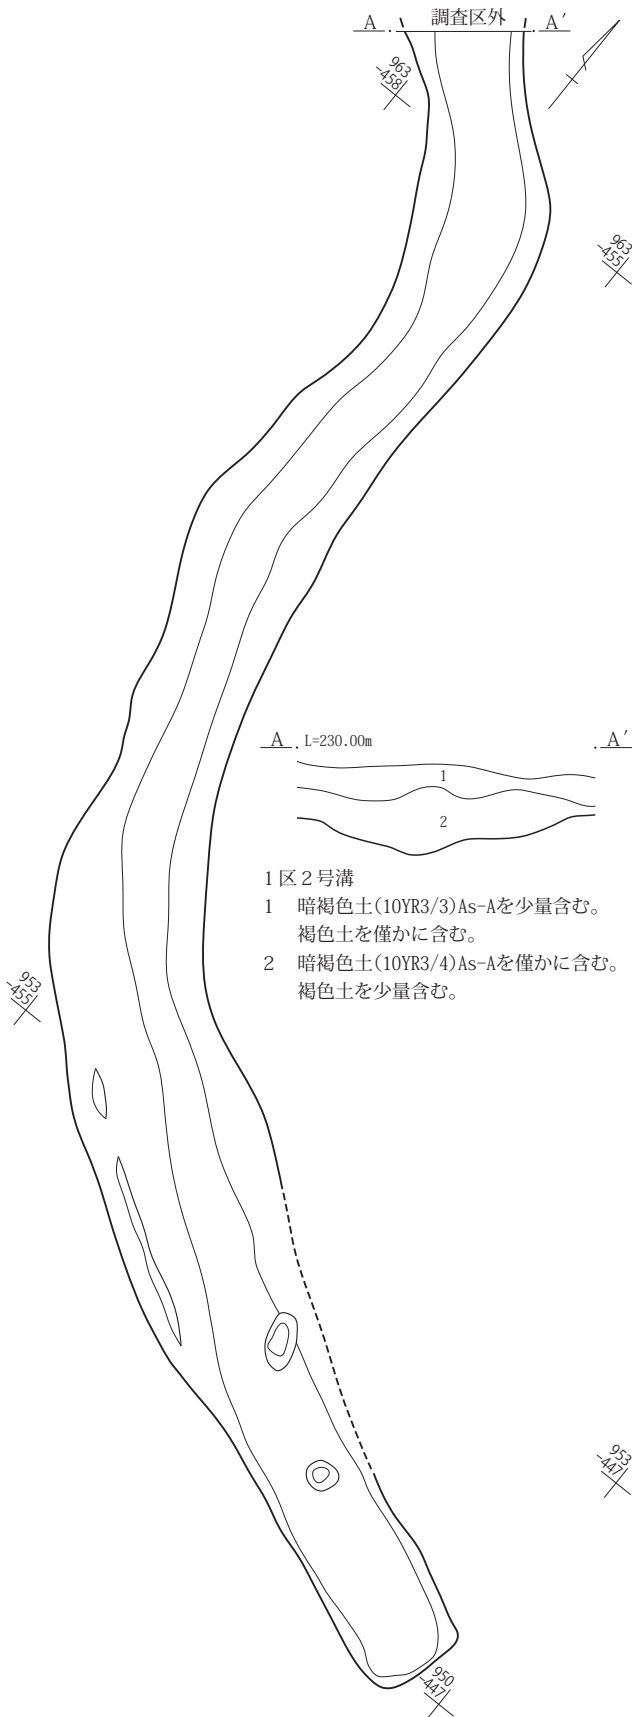 A 調査区外 A′
963
-458
963
-455
A L=230.00m A′
1
2
1区2号溝
1 暗褐色土(10YR3/3)As-Aを少量含む。
褐色土を僅かに含む。
2 暗褐色土(10YR3/4)As-Aを僅かに含む。
褐色土を少量含む。
953
-455
953
-447
950
-447